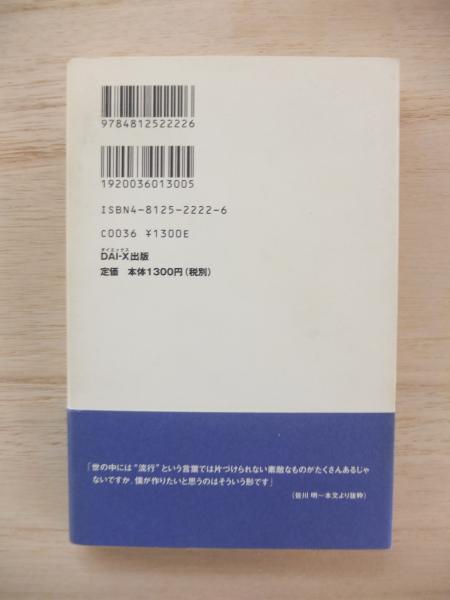 9784812522226
1920036013005
ISBN4-8125-2222-6
C0036 ¥1300E
ダイエックス
DAI-X出版
定価 本体1300円(税別)
「世の中には“流行”という言葉では片づけられない素敵なものがたくさんあるじゃ
ないですか。僕が作りたいと思うのはそういう形です」
(皆川 明―本文より抜粋)